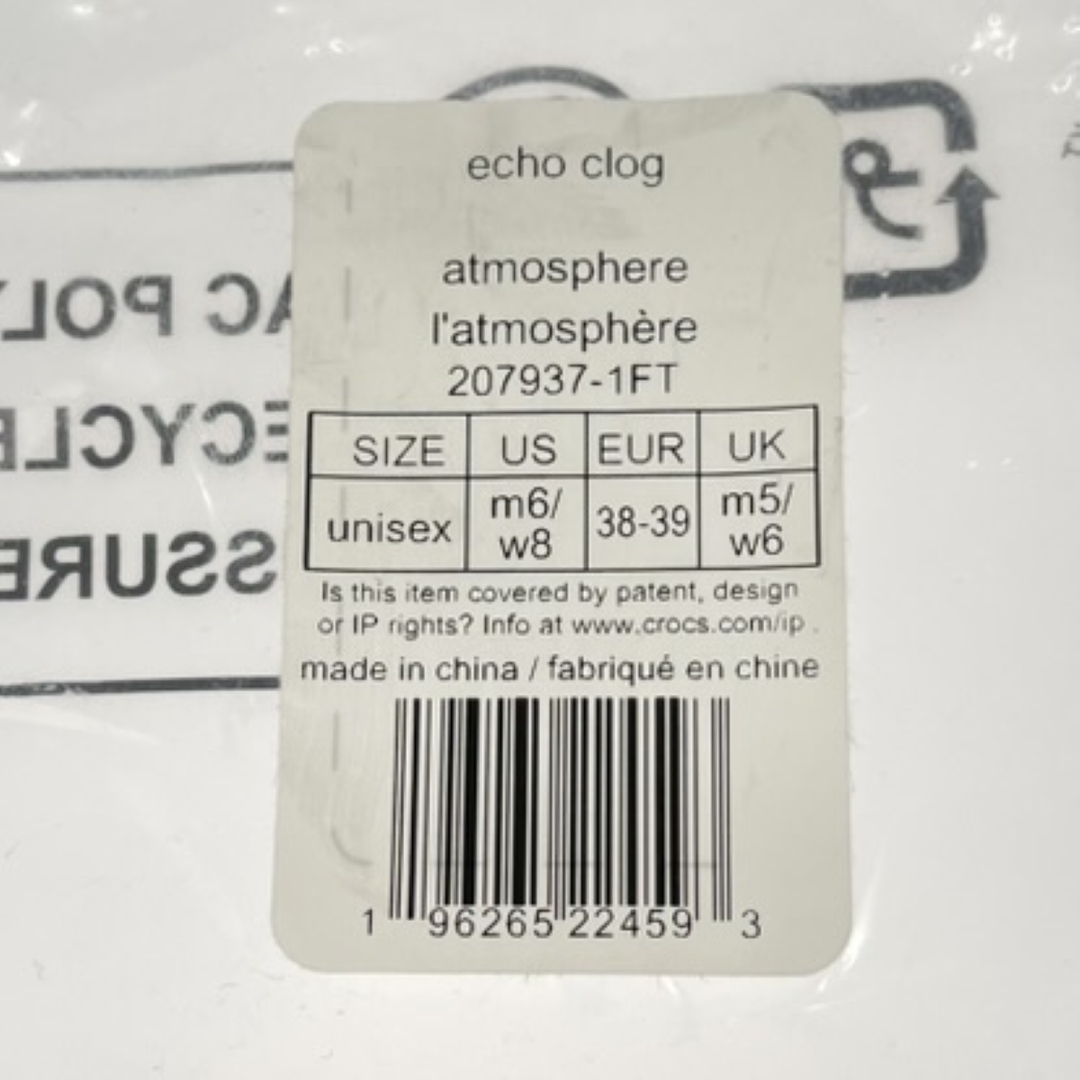 echo clog
atmosphere
l'atmosphère
207937-1FT
SIZE US EUR UK
unisex m6/ w8 38-39 m5/ w6
Is this item covered by patent, design
or IP rights? Info at www.crocs.com/ip .
made in china / fabriqué en chine
1 96265 22459 3